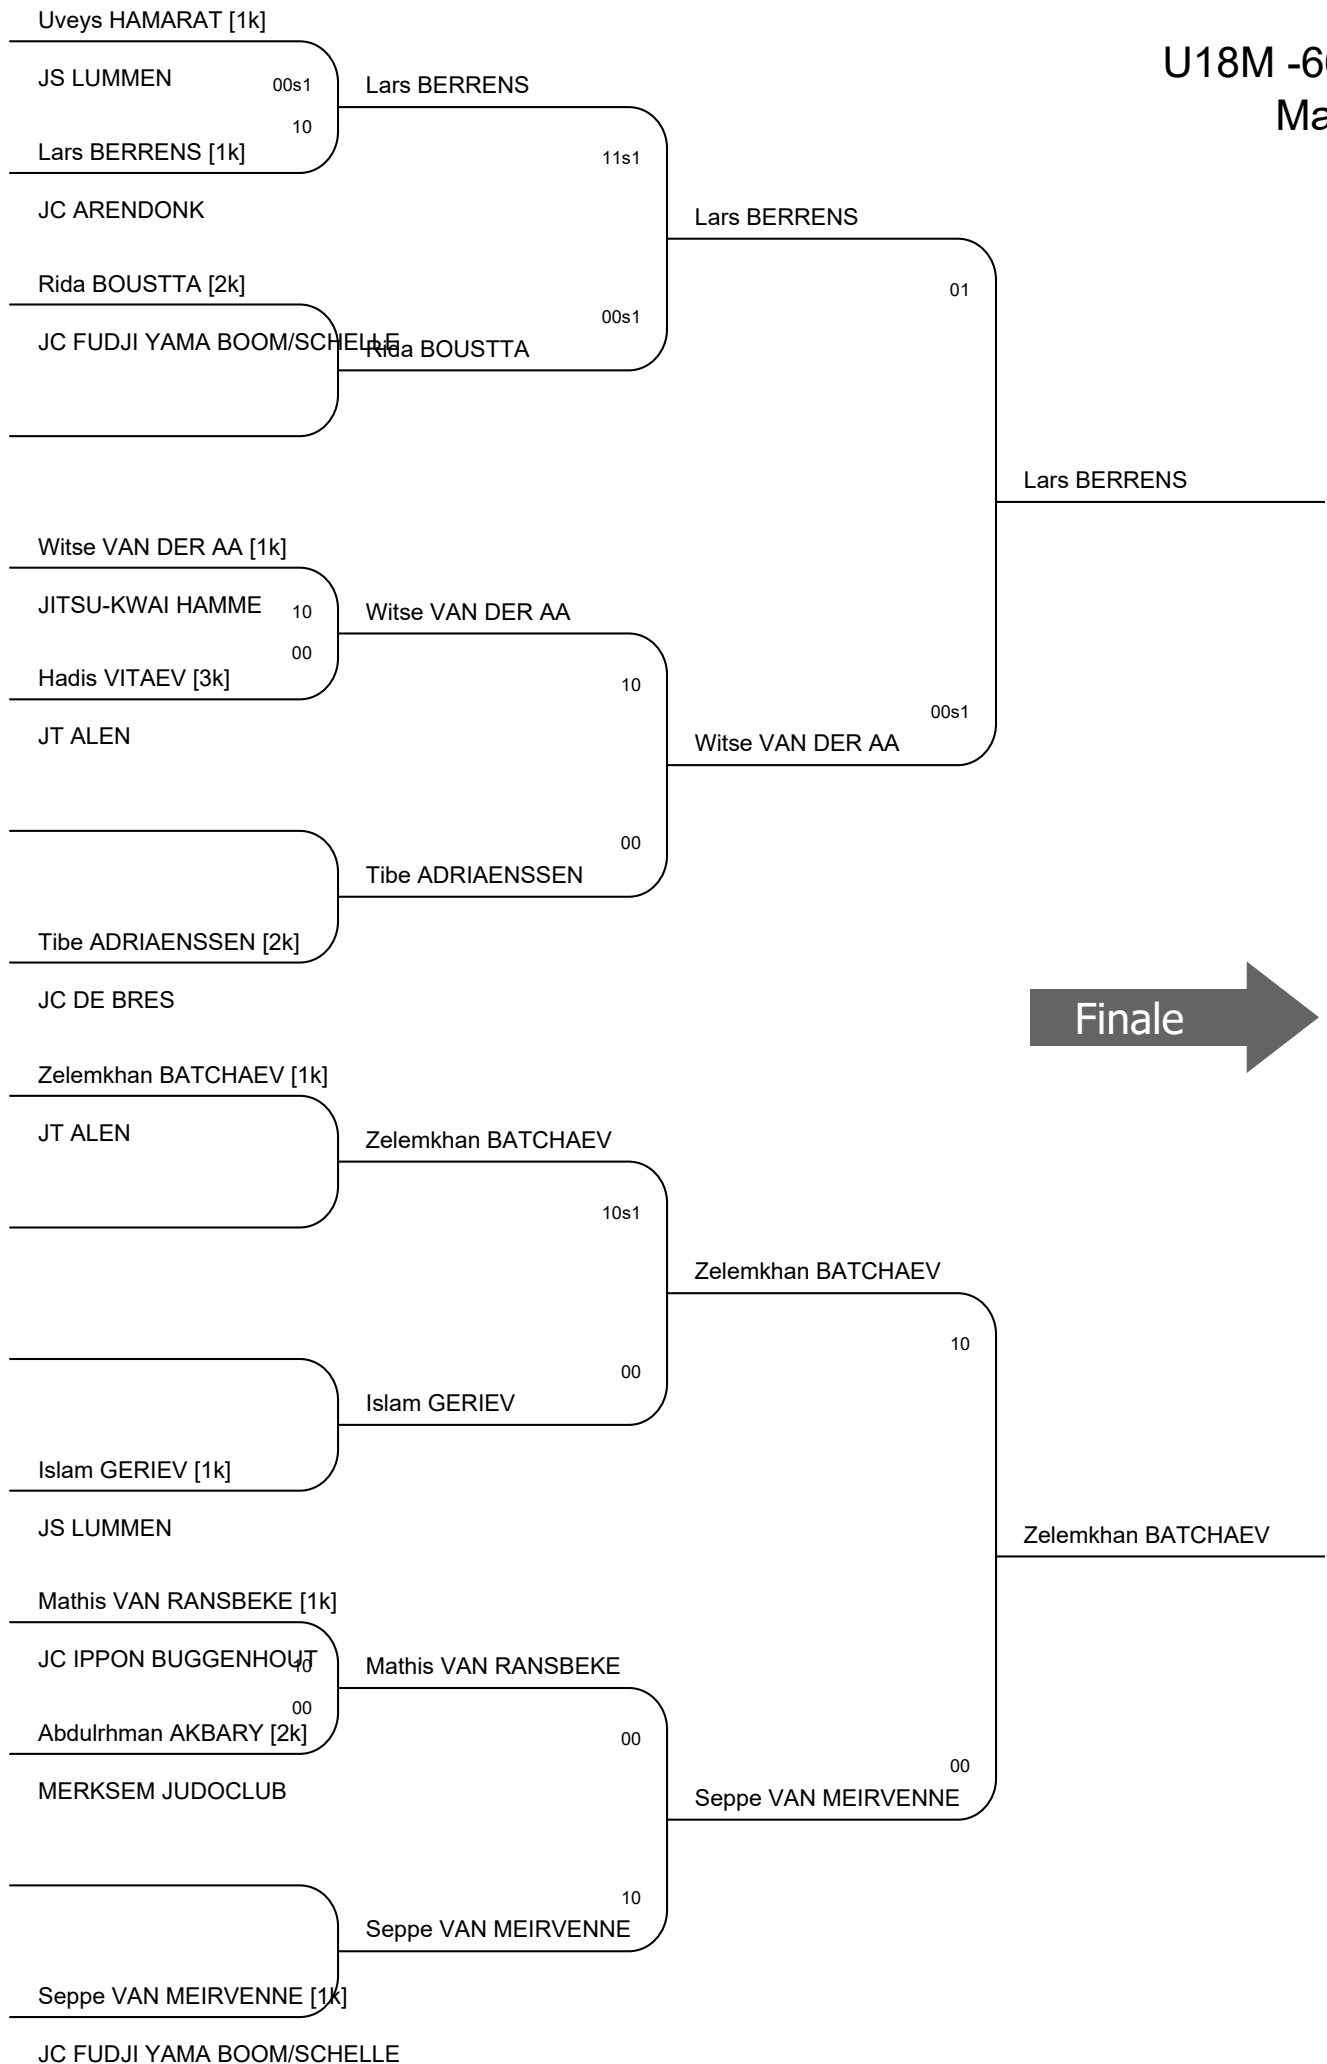 Uveys HAMARAT [1k]
U18M -6
JS LUMMEN
00s1
Lars BERRENS
Ma
10
Lars BERRENS [1k]
11s1
JC ARENDONK
Lars BERRENS
Rida BOUSTTA [2k]
01
00s1
JC FUDJI YAMA BOOM/SCHELLE
Rida BOUSTTA
Lars BERRENS
Witse VAN DER AA [1k]
JITSU-KWAI HAMME
10
Witse VAN DER AA
00
Hadis VITAEV [3k]
10
00s1
JT ALEN
Witse VAN DER AA
00
Tibe ADRIAENSSEN
Tibe ADRIAENSSEN [2k]
JC DE BRES
Finale
Zelemkhan BATCHAEV [1k]
JT ALEN
Zelemkhan BATCHAEV
10s1
Zelemkhan BATCHAEV
10
00
Islam GERIEV
Islam GERIEV [1k]
JS LUMMEN
Zelemkhan BATCHAEV
Mathis VAN RANSBEKE [1k]
JC IPPON BUGGENHOUT
10
Mathis VAN RANSBEKE
00
Abdulrhman AKBARY [2k]
00
00
MERKSEM JUDOCLUB
Seppe VAN MEIRVENNE
10
Seppe VAN MEIRVENNE
Seppe VAN MEIRVENNE [1k]
JC FUDJI YAMA BOOM/SCHELLE